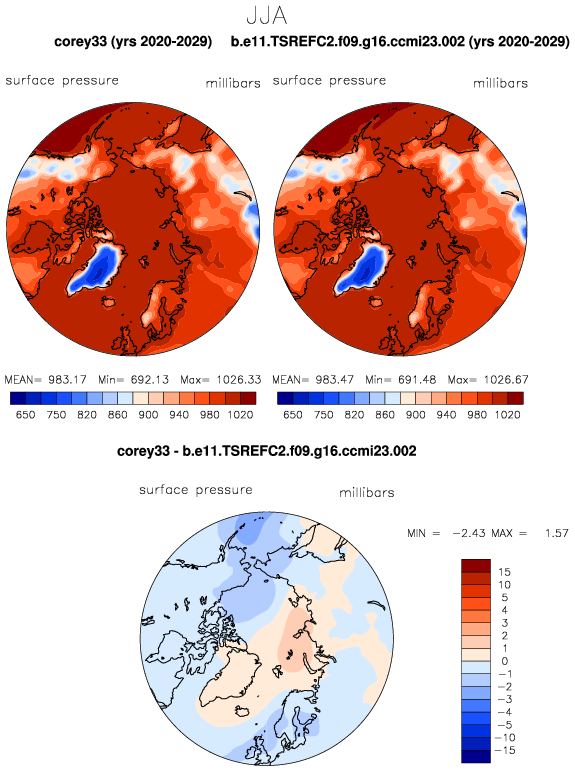 JJA
corey33 (yrs 2020-2029) b.e11.TSREFC2.f09.g16.ccmi23.002 (yrs 2020-2029)
surface pressure millibars surface pressure millibars
MEAN= 983.17 Min= 692.13 Max= 1026.33 MEAN= 983.47 Min= 691.48 Max= 1026.67
650 750 820 860 900 940 980 1020 650 750 820 860 900 940 980 1020
corey33 - b.e11.TSREFC2.f09.g16.ccmi23.002
surface pressure millibars
MIN = -2.43 MAX = 1.57
15
10
5
4
3
2
1
0
-1
-2
-3
-4
-5
-10
-15